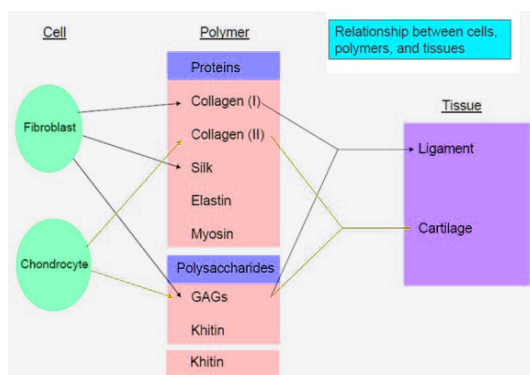 Cell
Polymer
Relationship between cells,
polymers, and tissues
Proteins
Collagen (I)
Collagen (II)
Silk
Elastin
Myosin
Polysaccharides
GAGs
Khitin
Khitin
Fibroblast
Chondrocyte
Tissue
Ligament
Cartilage